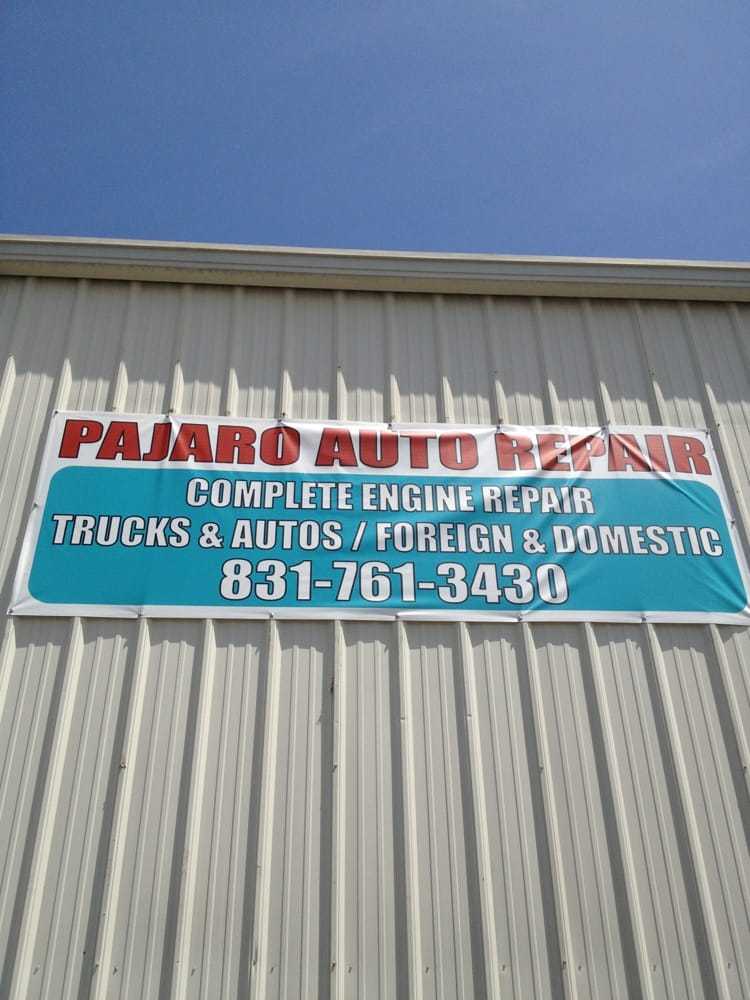 PAJARO AUTO REPAIR
COMPLETE ENGINE REPAIR
TRUCKS & AUTOS / FOREIGN & DOMESTIC
831-761-3430